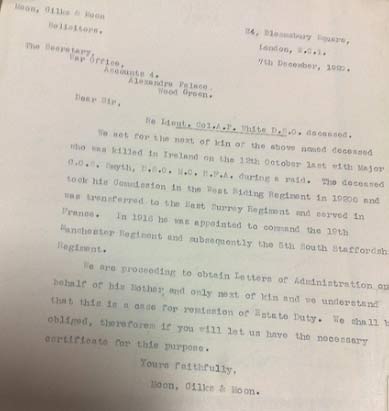 Moon, Gilks & Moon
Solicitors.
24, Bloomsbury Square,
London, W.C.1.
7th December, 1920.
The Secretary,
War Office,
Accounts 4.
Alexandra Palace,
Wood Green.
Dear Sir,
Re Lieut. Col. A.F. White D.S.O. deceased.
We act for the next of kin of the above named deceased
who was killed in Ireland on the 12th October last with Major
G.O.S. Smyth, D.S.O. M.C. R.F.A. during a raid. The deceased
took his Commission in the West Riding Regiment in
was transferred to the East Surrey Regiment and served in
France. In 1916 he was appointed to command the 19th
Manchester Regiment and subsequently the 5th South Staffordsh
Regiment.
We are proceeding to obtain Letters of Administration on
behalf of his Mother and only next of kin and we understand
that this is a case for remission of Estate Duty. We shall b
obliged, therefore if you will let us have the necessary
certificate for this purpose.
Yours faithfully,
Moon, Gilks & Moon.